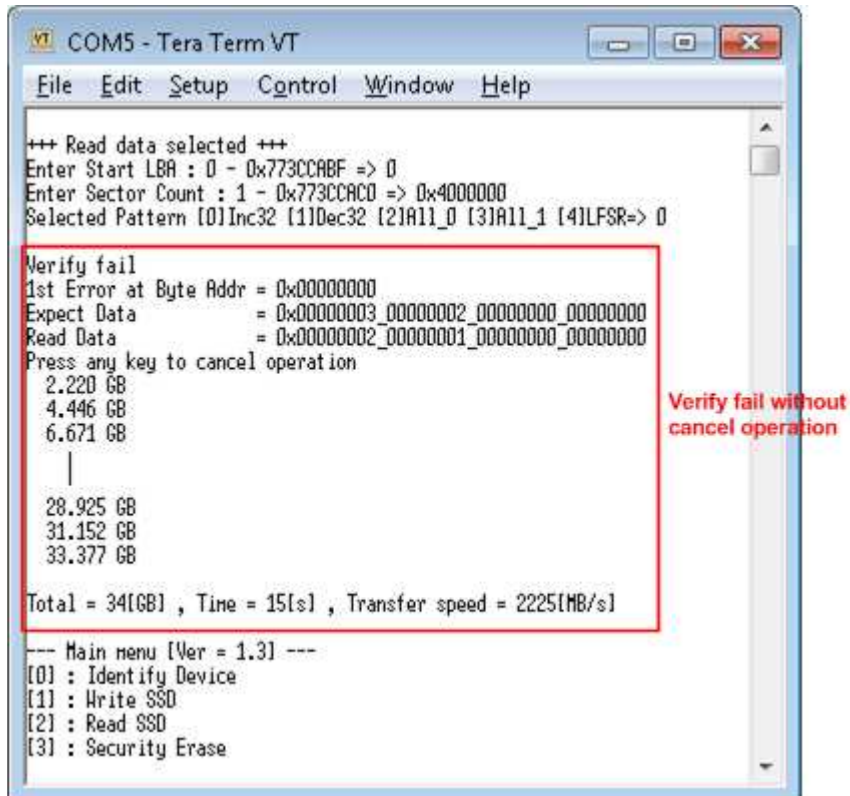 COM5 - Tera Term VT
File Edit Setup Control Window Help
+++ Read data selected +++
Enter Start LBA : 0 - 0x773CCABF => 0
Enter Sector Count : 1 - 0x773CCAC0 => 0x4000000
Selected Pattern [0]Inc32 [1]Dec32 [2]All_0 [3]All_1 [4]LFSR=> 0
Verify fail
1st Error at Byte Addr = 0x00000000
Expect Data = 0x00000003_00000002_00000000_00000000
Read Data = 0x00000002_00000001_00000000_00000000
Press any key to cancel operation
2.220 GB
4.446 GB
6.671 GB
28.925 GB
31.152 GB
33.377 GB
Total = 34[GB] , Time = 15[s] , Transfer speed = 2225[MB/s]
Verify fail without
cancel operation
--- Main menu [Ver = 1.3] ---
[0] : Identify Device
[1] : Write SSD
[2] : Read SSD
[3] : Security Erase